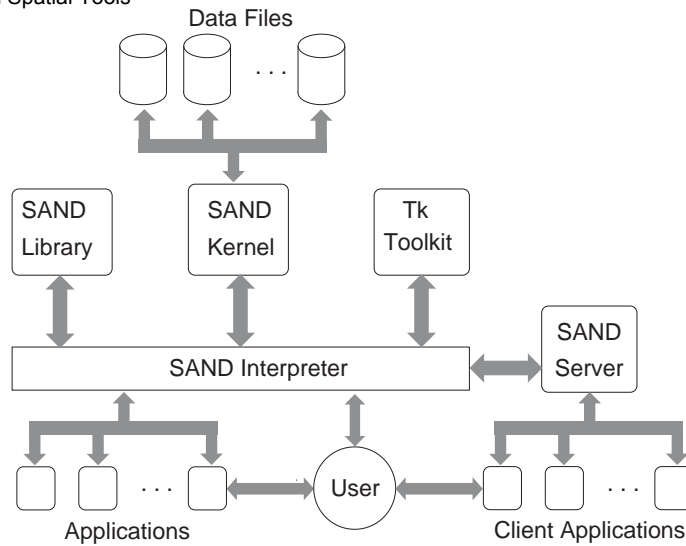 Spatial Tools
Data Files
. . .
SAND
Library
SAND
Kernel
Tk
Toolkit
SAND
Server
SAND Interpreter
. . .
User
. . .
Applications
Client Applications